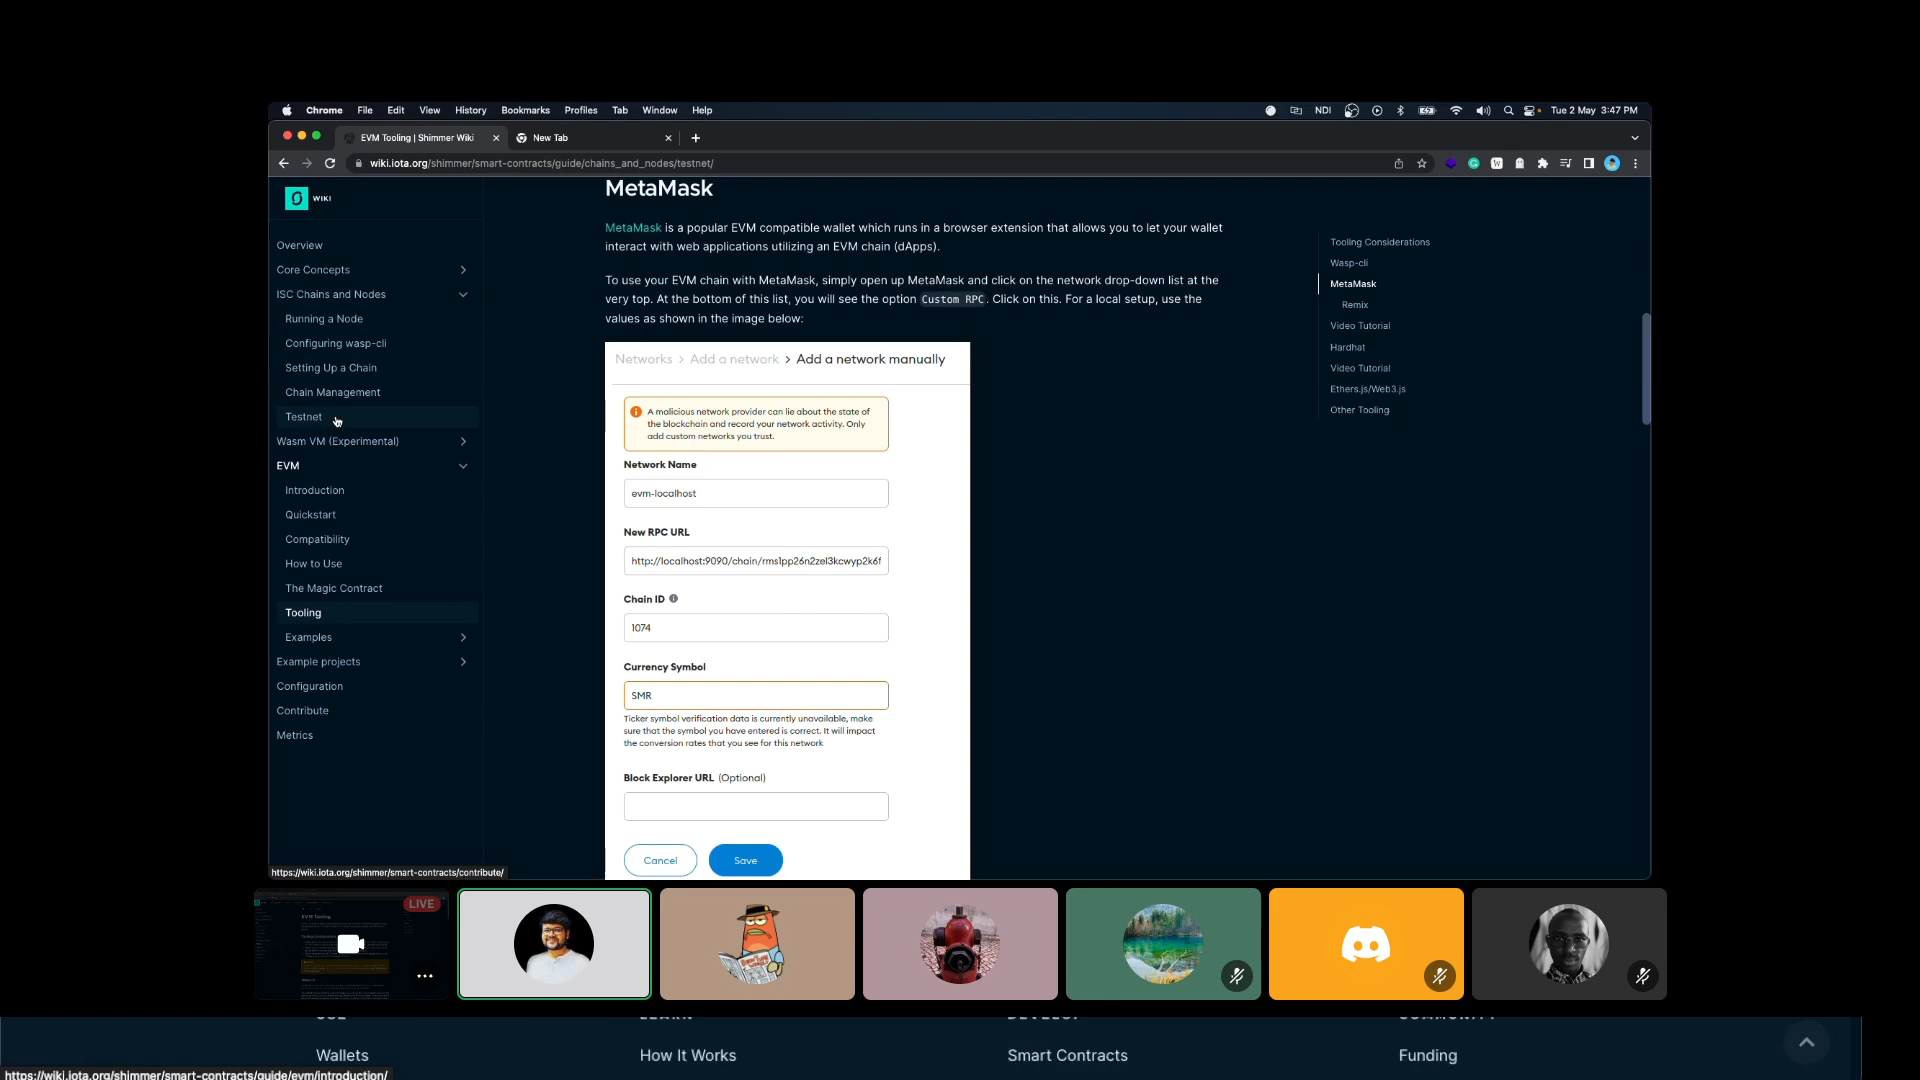 Chrome File Edit View History Bookmarks Profiles Tab Window Help
NDI
Tue 2 May 3:47 PM
EVM Tooling | Shimmer Wiki
New Tab
wiki.iota.org/shimmer/smart-contracts/guide/chains_and_nodes/testnet/
WIKI
Overview
Core Concepts
ISC Chains and Nodes
Running a Node
Configuring wasp-cli
Setting Up a Chain
Chain Management
Testnet
Wasm VM (Experimental)
EVM
Introduction
Quickstart
Compatibility
How to Use
The Magic Contract
Tooling
Examples
Example projects
Configuration
Contribute
Metrics
https://wiki.iota.org/shimmer/smart-contracts/contribute/
MetaMask
MetaMask is a popular EVM compatible wallet which runs in a browser extension that allows you to let your wallet
interact with web applications utilizing an EVM chain (dApps).
To use your EVM chain with MetaMask, simply open up MetaMask and click on the network drop-down list at the
very top. At the bottom of this list, you will see the option Custom RPC. Click on this. For a local setup, use the
values as shown in the image below:
Networks > Add a network > Add a network manually
A malicious network provider can lie about the state of
the blockchain and record your network activity. Only
add custom networks you trust.
Network Name
evm-localhost
New RPC URL
http://localhost:9090/chain/rms1pp26n2zel3kcwyp2k6f
Chain ID
1074
Currency Symbol
SMR
Ticker symbol verification data is currently unavailable, make
sure that the symbol you have entered is correct. It will impact
the conversion rates that you see for this network
Block Explorer URL (Optional)
Cancel
Save
Tooling Considerations
Wasp-cli
MetaMask
Remix
Video Tutorial
Hardhat
Video Tutorial
Ethers.js/Web3.js
Other Tooling
LIVE
EVM Tooling
Wallets
How It Works
Smart Contracts
Funding
https://wiki.iota.org/shimmer/smart-contracts/guide/evm/introduction/